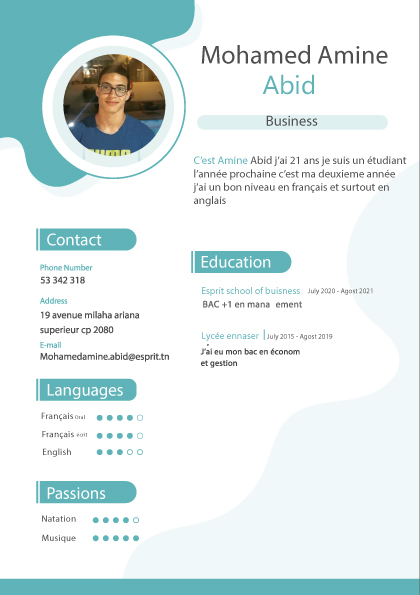 Mohamed Amine
Abid
Business
C'est Amine Abid j'ai 21 ans je suis un étudiant
l'année prochaine c'est ma deuxieme année
j'ai un bon niveau en français et surtout en
anglais
Contact
Phone Number
53 342 318
Address
19 avenue milaha ariana
superieur cp 2080
E-mail
Mohamedamine.abid@esprit.tn
Education
Esprit school of buisness July 2020 - Agost 2021
BAC +1 en mana ement
Lycée ennaser July 2015 - Agost 2019
J'ai eu mon bac en économ
et gestion
Languages
Français Oral
Français écrit
English
Passions
Natation
Musique